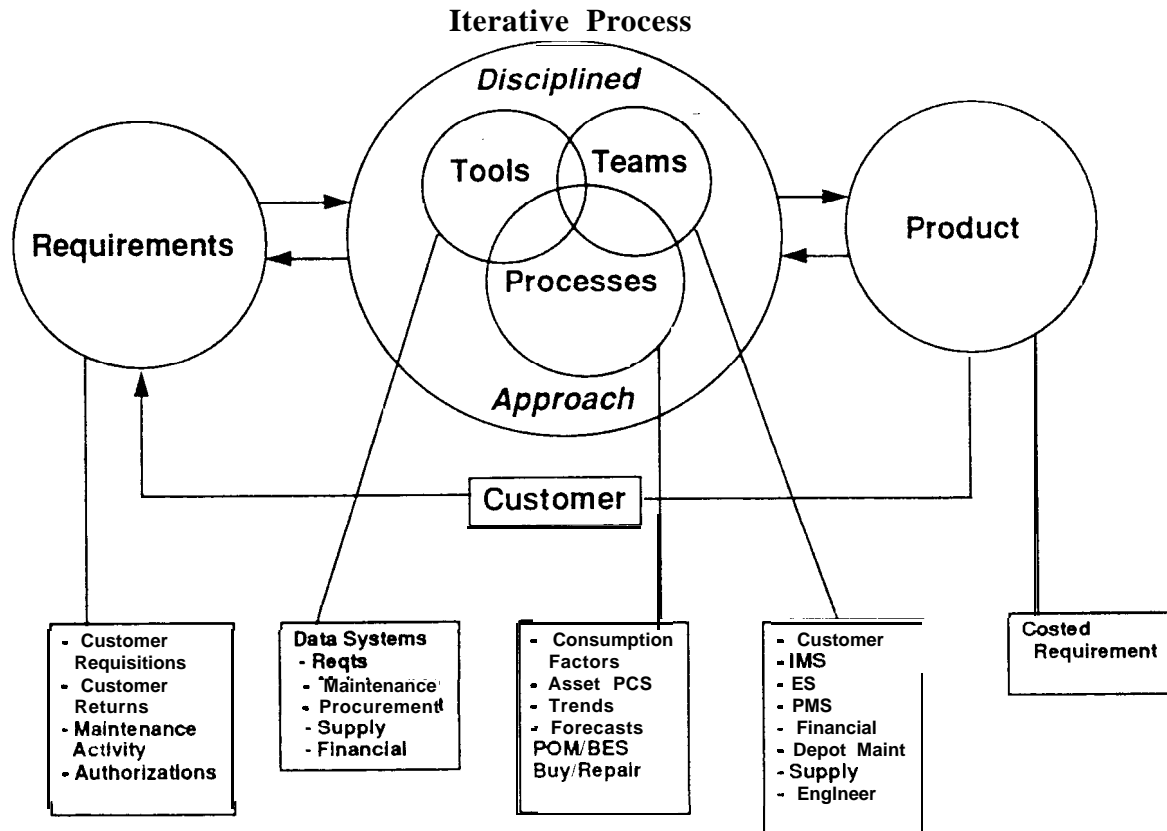 Iterative Process
Disciplined
Tools
Teams
Requirements
Product
Processes
Approach
Customer
- Customer
Requisitions
- Customer
Returns
- Maintenance
Activity
- Authorizations
Data Systems
- Reqts
- Maintenance
- Procurement
- Supply
- Financial
- Consumption
Factors
- Asset PCS
- Trends
- Forecasts
POM/BES
Buy/Repair
- Customer
- IMS
- ES
- PMS
- Financial
- Depot Maint
- Supply
- Engineer
Costed
Requirement